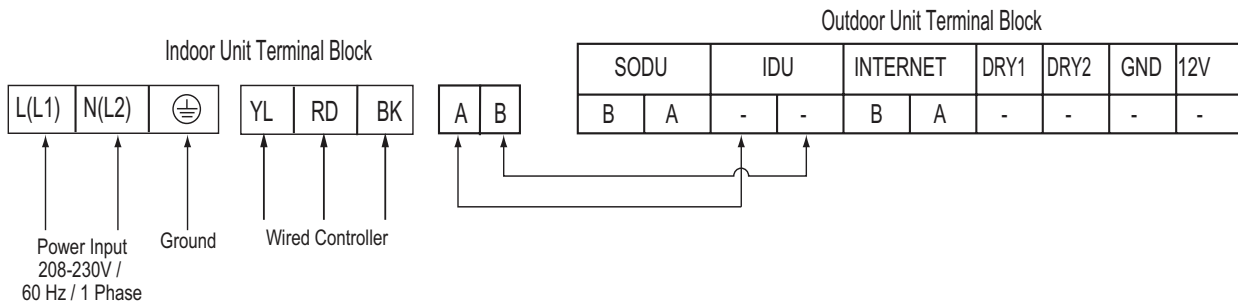 Outdoor Unit Terminal Block
Indoor Unit Terminal Block
SODU IDU INTERNET DRY1 DRY2 GND 12V
L(L1) N(L2) YL RD BK A B
B A - - B A - - - -
Power Input
208-230V /
60 Hz / 1 Phase
Ground
Wired Controller